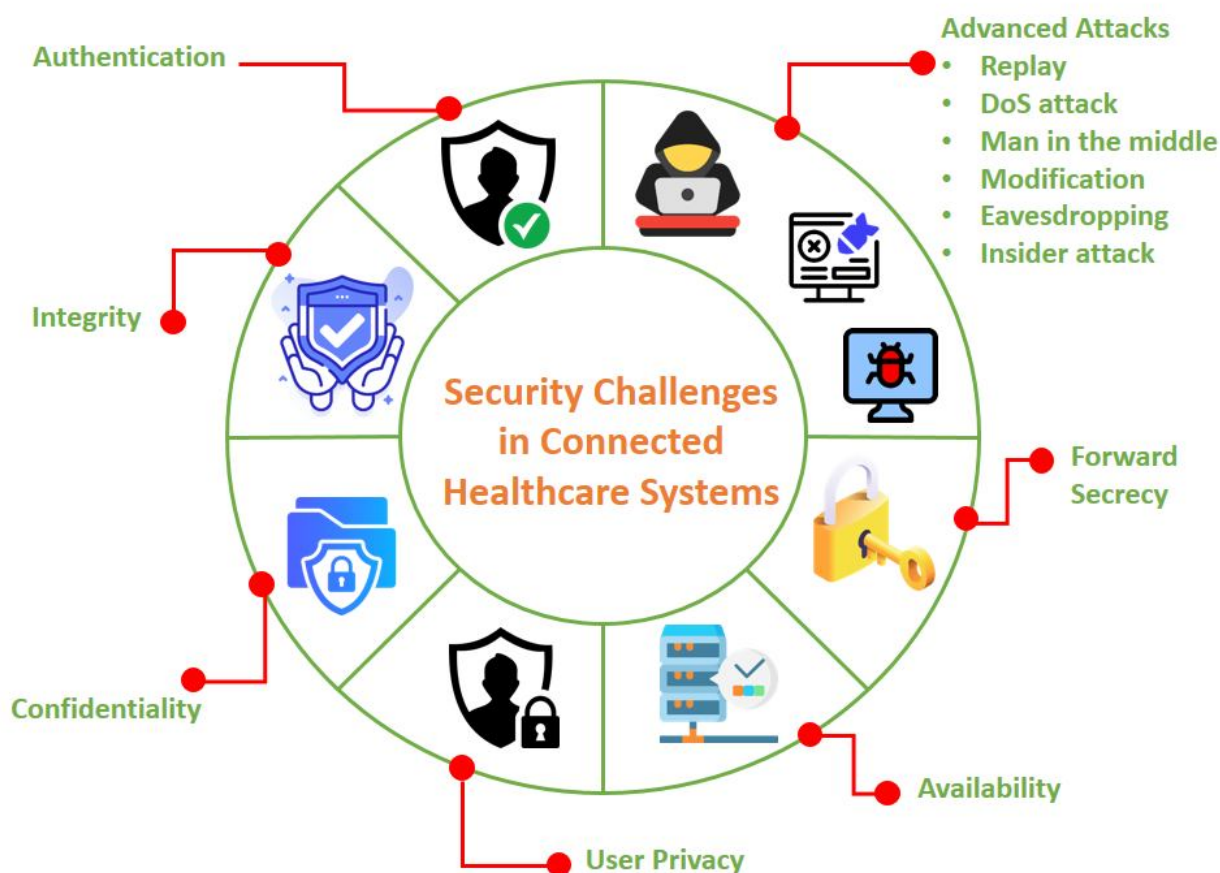 Authentication
Advanced Attacks
• Replay
• DoS attack
• Man in the middle
• Modification
• Eavesdropping
• Insider attack
Integrity
Security Challenges
in Connected
Healthcare Systems
Forward
Secrecy
Confidentiality
Availability
User Privacy